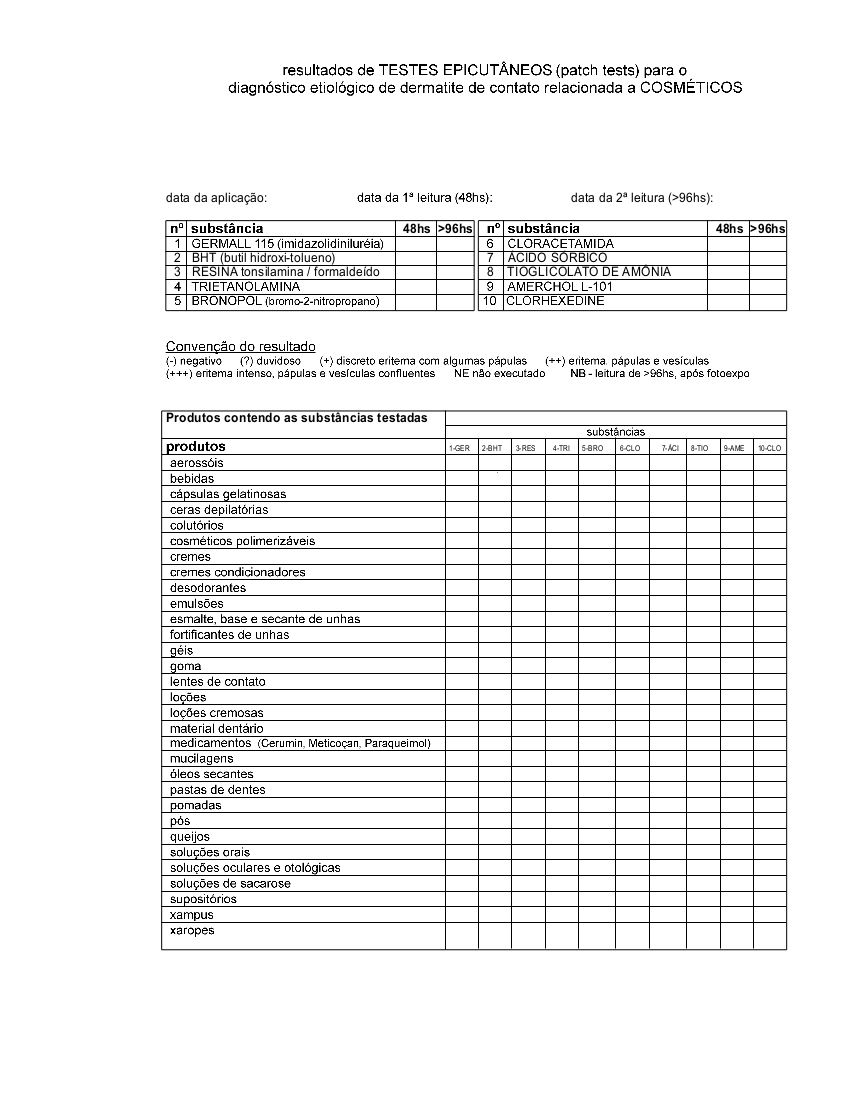 resultados de TESTES EPICUTÂNEOS (patch tests) para o
diagnóstico etiológico de dermatite de contato relacionada a COSMÉTICOS
data da aplicação: data da 1ª leitura (48hs): data da 2ª leitura (>96hs):
nº substância 48hs >96hs nº substância 48hs >96hs
1 GERMALL 115 (imidazolidiniluréia) 6 CLORACETAMIDA
2 BHT (butil hidroxi-tolueno) 7 ÁCIDO SÓRBICO
3 RESINA tonsilamina / formaldeído 8 TIOGLICOLATO DE AMÔNIA
4 TRIETANOLAMINA 9 AMERCHOL L-101
5 BRONOPOL (bromo-2-nitropropano) 10 CLORHEXEDINE
Convenção do resultado
(-) negativo (?) duvidoso (+) discreto eritema com algumas pápulas (++) eritema, pápulas e vesículas
(+++) eritema intenso, pápulas e vesículas confluentes NE não executado NB - leitura de >96hs, após fotoexpo
Produtos contendo as substâncias testadas
substâncias
produtos 1-GER 2-BHT 3-RES 4-TRI 5-BRO 6-CLO 7-ÁCI 8-TIO 9-AME 10-CLO
aerossóis
bebidas
cápsulas gelatinosas
ceras depilatórias
colutórios
cosméticos polimerizáveis
cremes
cremes condicionadores
desodorantes
emulsões
esmalte, base e secante de unhas
fortificantes de unhas
géis
goma
lentes de contato
loções
loções cremosas
material dentário
medicamentos (Cerumin, Meticoçan, Paraqueimol)
mucilagens
óleos secantes
pastas de dentes
pomadas
pós
queijos
soluções orais
soluções oculares e otológicas
soluções de sacarose
supositórios
xampus
xaropes